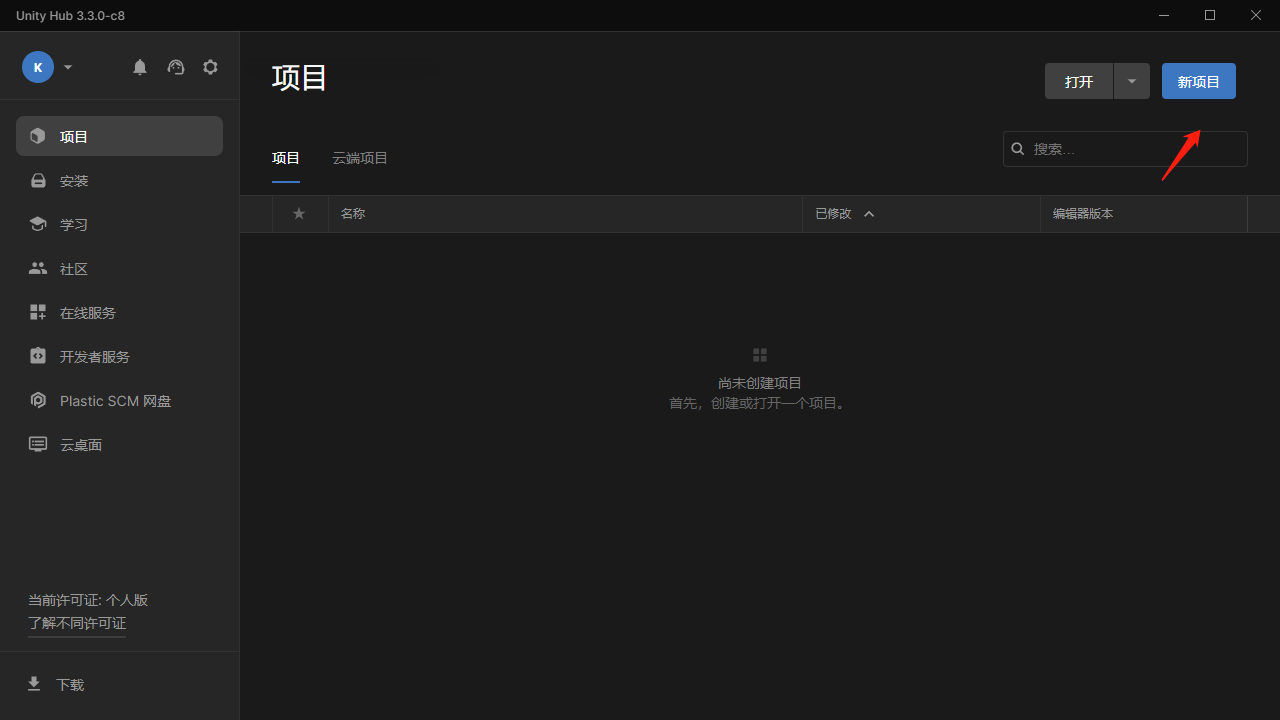 Unity Hub 3.3.0-c8
K
项目
安装
学习
社区
在线服务
开发者服务
Plastic SCM 网盘
云桌面
当前许可证: 个人版
了解不同许可证
下载
项目
打开
新项目
项目
云端项目
搜索...
名称
已修改
编辑器版本
尚未创建项目
首先，创建或打开一个项目。